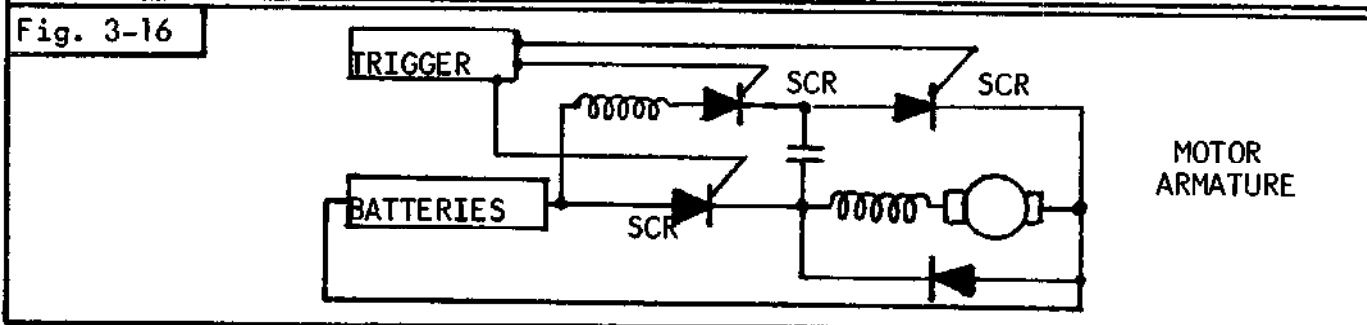 Fig. 3-16
TRIGGER
SCR
SCR
MOTOR
ARMATURE
BATTERIES
SCR